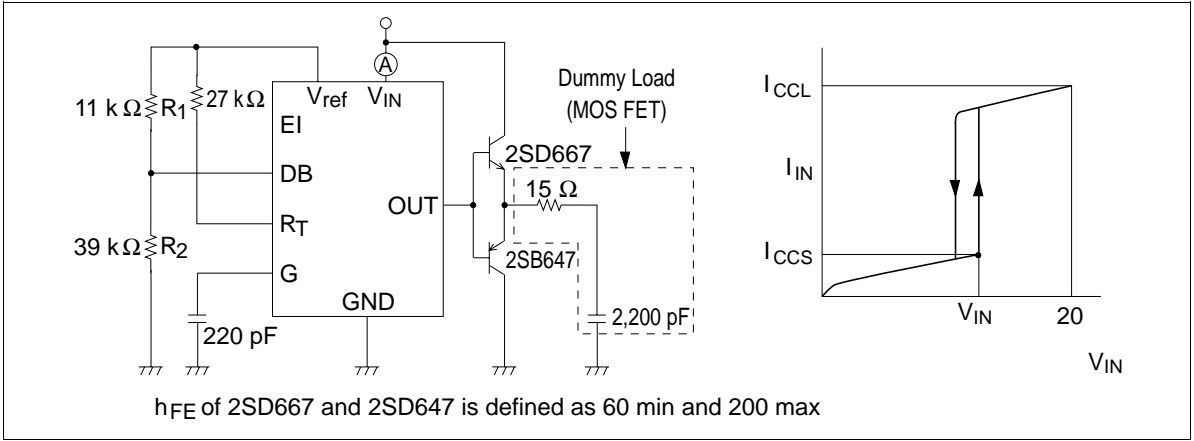 A
11 kΩ R1
27 kΩ
Vref VIN
EI
DB
RT
G
OUT
GND
39 kΩ R2
220 pF
2SD667
15 Ω
2SB647
2,200 pF
Dummy Load
(MOS FET)
ICCL
IIN
ICCS
VIN 20
VIN
hFE of 2SD667 and 2SD647 is defined as 60 min and 200 max